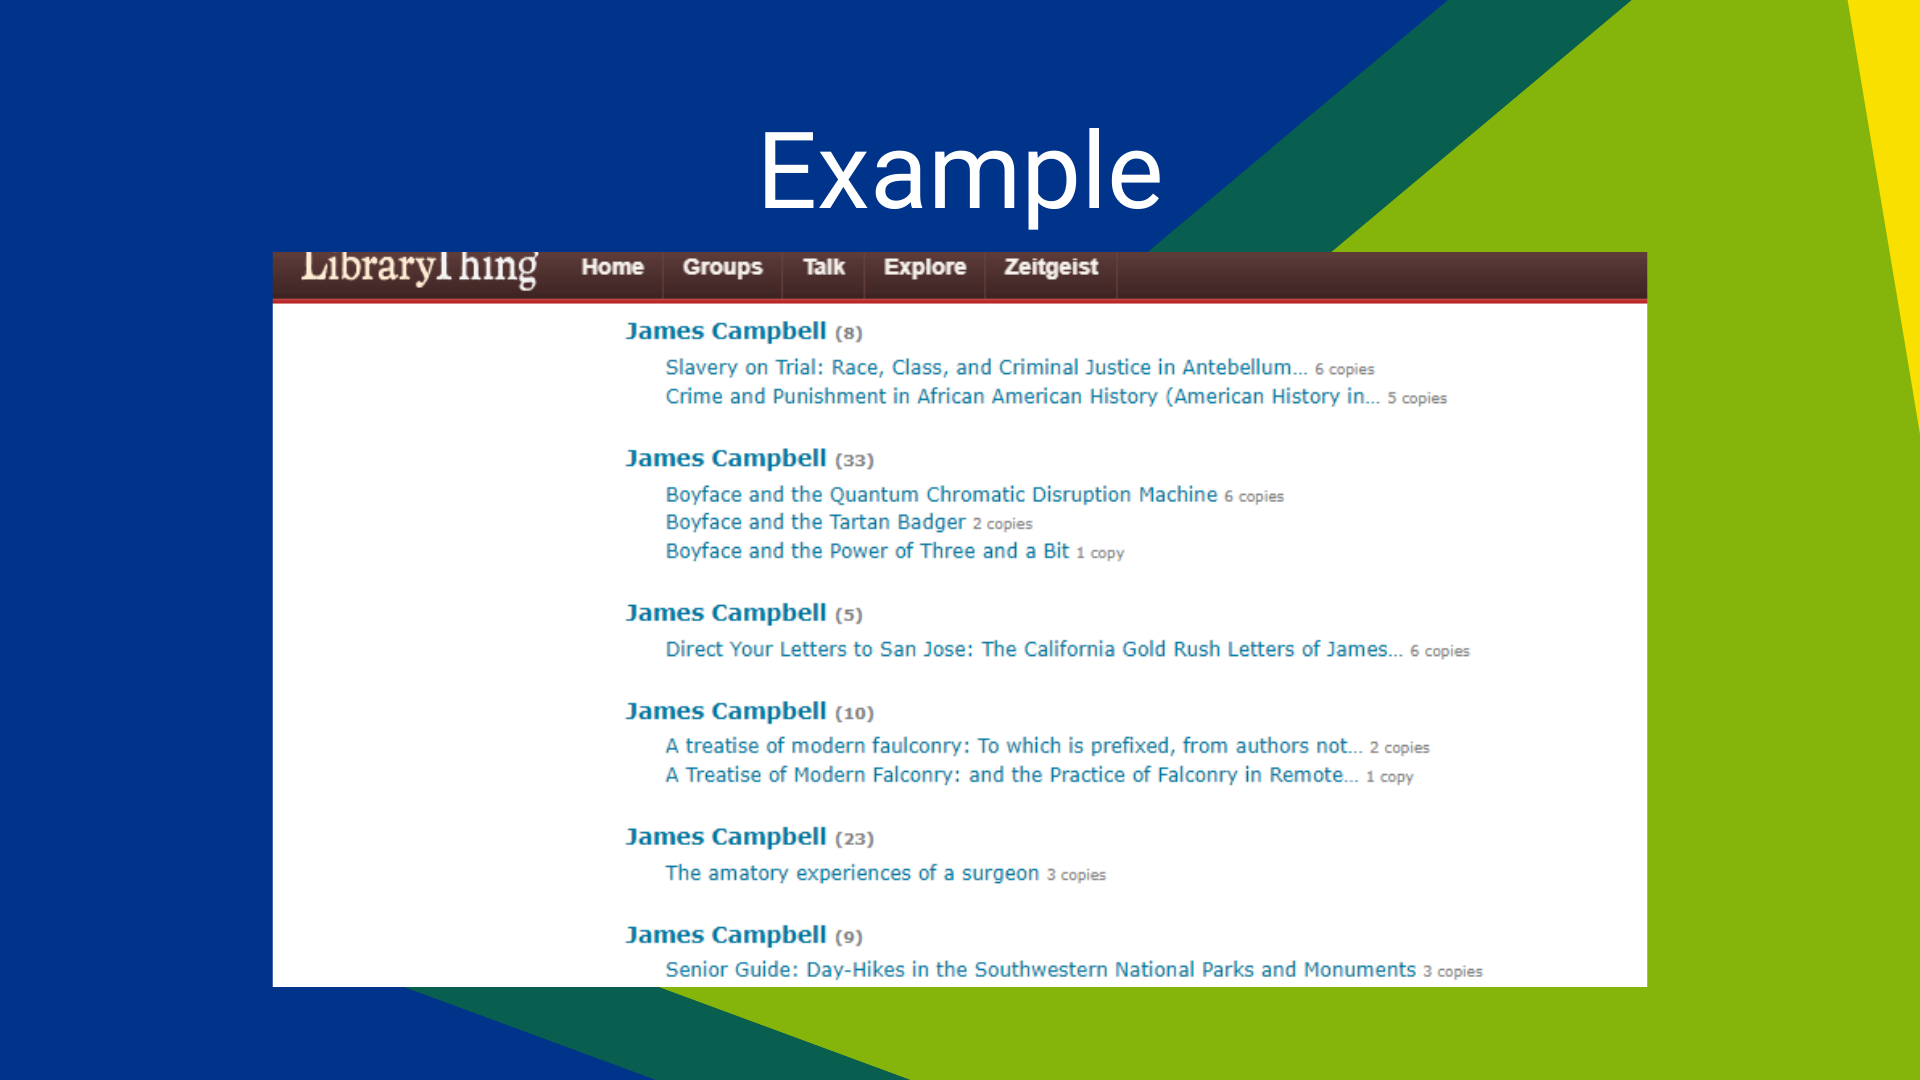 Example
LibraryThing Home Groups Talk Explore Zeitgeist
James Campbell (8)
Slavery on Trial: Race, Class, and Criminal Justice in Antebellum... 6 copies
Crime and Punishment in African American History (American History in... 5 copies
James Campbell (33)
Boyface and the Quantum Chromatic Disruption Machine 6 copies
Boyface and the Tartan Badger 2 copies
Boyface and the Power of Three and a Bit 1 copy
James Campbell (5)
Direct Your Letters to San Jose: The California Gold Rush Letters of James... 6 copies
James Campbell (10)
A treatise of modern faulconry: To which is prefixed, from authors not... 2 copies
A Treatise of Modern Falconry: and the Practice of Falconry in Remote... 1 copy
James Campbell (23)
The amatory experiences of a surgeon 3 copies
James Campbell (9)
Senior Guide: Day-Hikes in the Southwestern National Parks and Monuments 3 copies